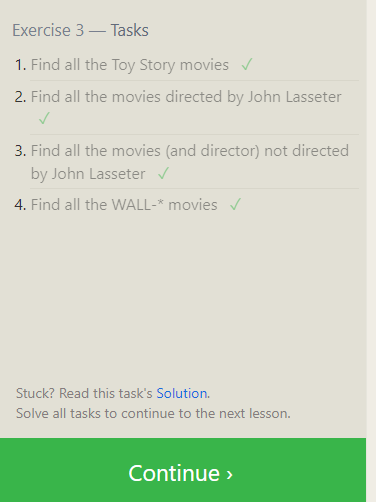 Exercise 3 — Tasks
1. Find all the Toy Story movies ✓
2. Find all the movies directed by John Lasseter
✓
3. Find all the movies (and director) not directed
by John Lasseter ✓
4. Find all the WALL-* movies ✓
Stuck? Read this task's Solution.
Solve all tasks to continue to the next lesson.
Continue ›